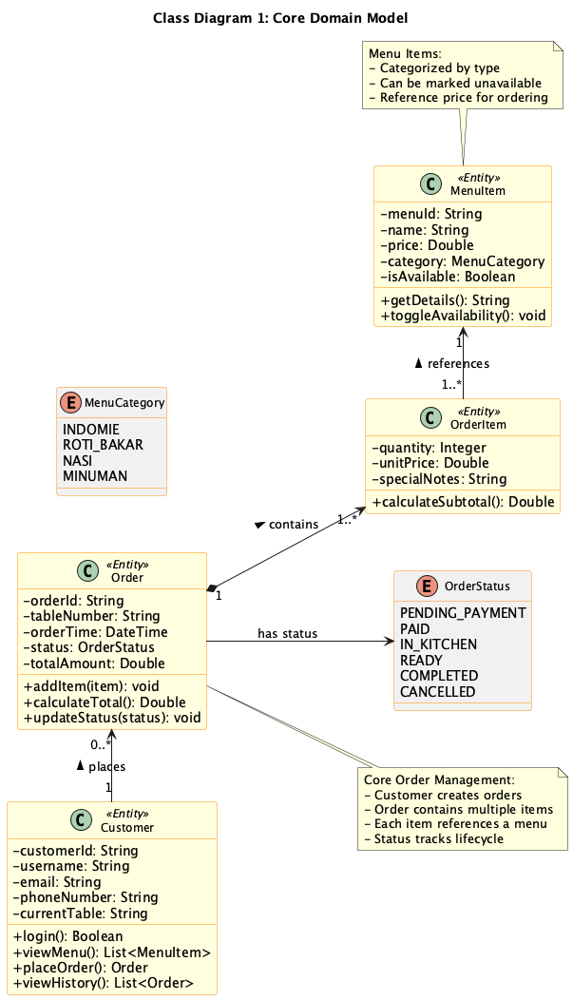 Class Diagram 1: Core Domain Model
Menu Items:
- Categorized by type
- Can be marked unavailable
- Reference price for ordering
C «Entity»
MenuItem
-menuId: String
-name: String
-price: Double
-category: MenuCategory
-isAvailable: Boolean
+getDetails(): String
+toggleAvailability(): void
1
references
1..*
E MenuCategory
INDOMIE
ROTI_BAKAR
NASI
MINUMAN
C «Entity»
OrderItem
-quantity: Integer
-unitPrice: Double
-specialNotes: String
+calculateSubtotal(): Double
1..*
contains
1
C «Entity»
Order
-orderId: String
-tableNumber: String
-orderTime: DateTime
-status: OrderStatus
-totalAmount: Double
+addItem(item): void
+calculateTotal(): Double
+updateStatus(status): void
has status
E OrderStatus
PENDING_PAYMENT
PAID
IN_KITCHEN
READY
COMPLETED
CANCELLED
0..*
places
1
Core Order Management:
- Customer creates orders
- Order contains multiple items
- Each item references a menu
- Status tracks lifecycle
C «Entity»
Customer
-customerId: String
-username: String
-email: String
-phoneNumber: String
-currentTable: String
+login(): Boolean
+viewMenu(): List<MenuItem>
+placeOrder(): Order
+viewHistory(): List<Order>